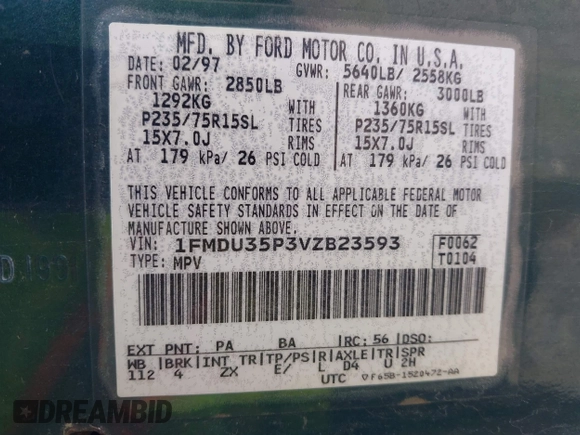 MFD. BY FORD MOTOR CO. IN U.S.A.
DATE: 02/97 GVWR: 5640LB/ 2558KG
FRONT GAWR: 2850LB REAR GAWR: 3000LB
1292KG WITH 1360KG WITH
P235/75R15SL TIRES P235/75R15SL TIRES
15X7.0J RIMS 15X7.0J RIMS
AT 179 kPa/ 26 PSI COLD AT 179 kPa/ 26 PSI COLD
THIS VEHICLE CONFORMS TO ALL APPLICABLE FEDERAL MOTOR
VEHICLE SAFETY STANDARDS IN EFFECT ON THE DATE OF
MANUFACTURE SHOWN ABOVE.
VIN: 1FMDU35P3VZB23593 F0062
TYPE: MPV T0104
EXT PNT: PA BA RC: 56 DSO:
WB BRK INT TR TP/PS R AXLE TR SPR
112 4 ZX E/ L D4 U 2H
UTC ▽F65B-1520472-AA
DREAMBID